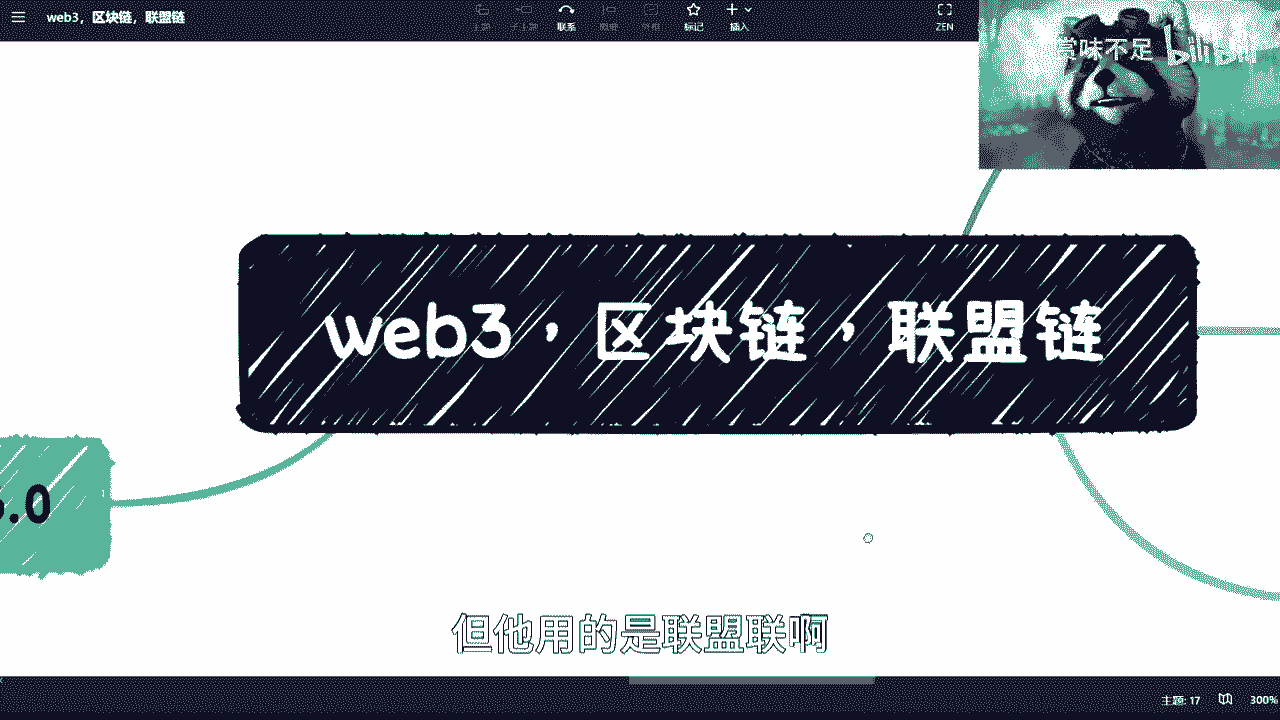 web3，区块链，联盟链
主题 子主题 联系 概要 外框 标记 插入
ZEN
赏味不足 bilibili
web3，区块链，联盟链
.0
但他用的是联盟联啊
主题: 17
300%